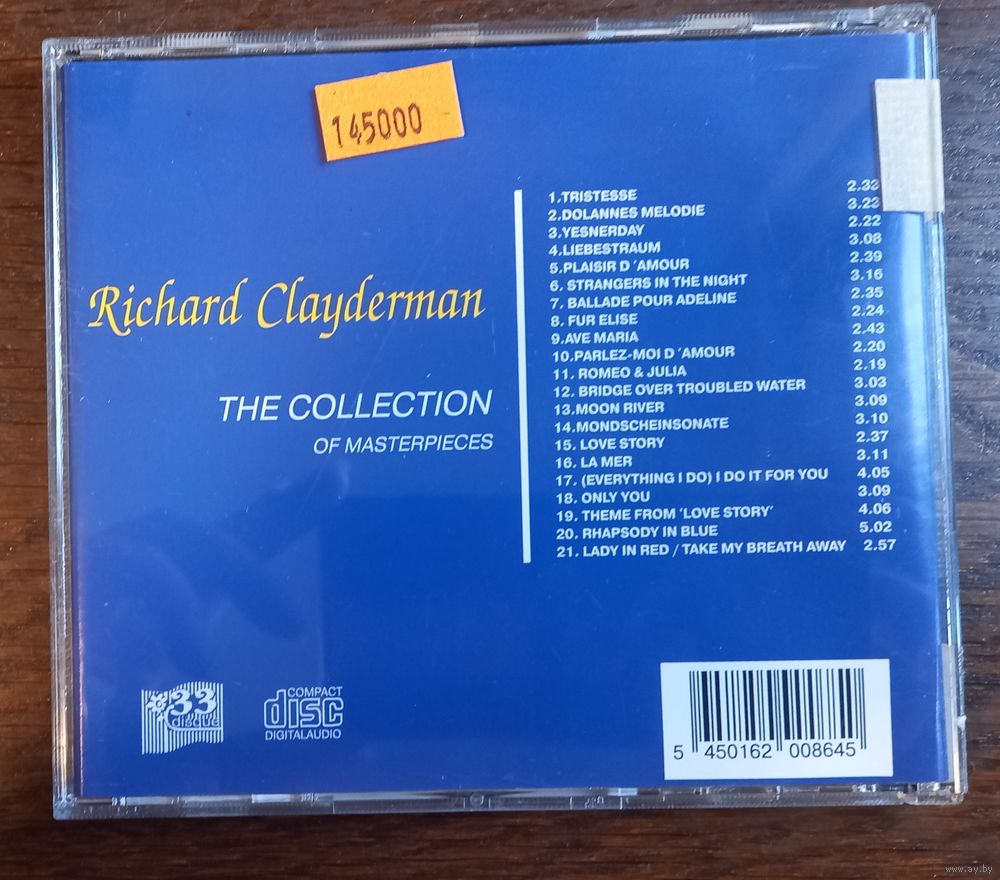 145000
Richard Clayderman
THE COLLECTION
OF MASTERPIECES
1.TRISTESSE 2.33
2.DOLANNES MELODIE 3.23
3.YESNERDAY 2.22
4.LIEBESTRAUM 3.08
5.PLAISIR D 'AMOUR 2.39
6. STRANGERS IN THE NIGHT 3.16
7. BALLADE POUR ADELINE 2.35
8. FUR ELISE 2.24
9.AVE MARIA 2.43
10.PARLEZ-MOI D 'AMOUR 2.20
11. ROMEO & JULIA 2.19
12. BRIDGE OVER TROUBLED WATER 3.03
13.MOON RIVER 3.09
14.MONDSCHEINSONATE 3.10
15. LOVE STORY 2.37
16. LA MER 3.11
17. (EVERYTHING I DO) I DO IT FOR YOU 4.05
18. ONLY YOU 3.09
19. THEME FROM 'LOVE STORY' 4.06
20. RHAPSODY IN BLUE 5.02
21. LADY IN RED / TAKE MY BREATH AWAY 2.57
33
disque
COMPACT
disc
DIGITAL AUDIO
5 450162 008645
www.ay.by